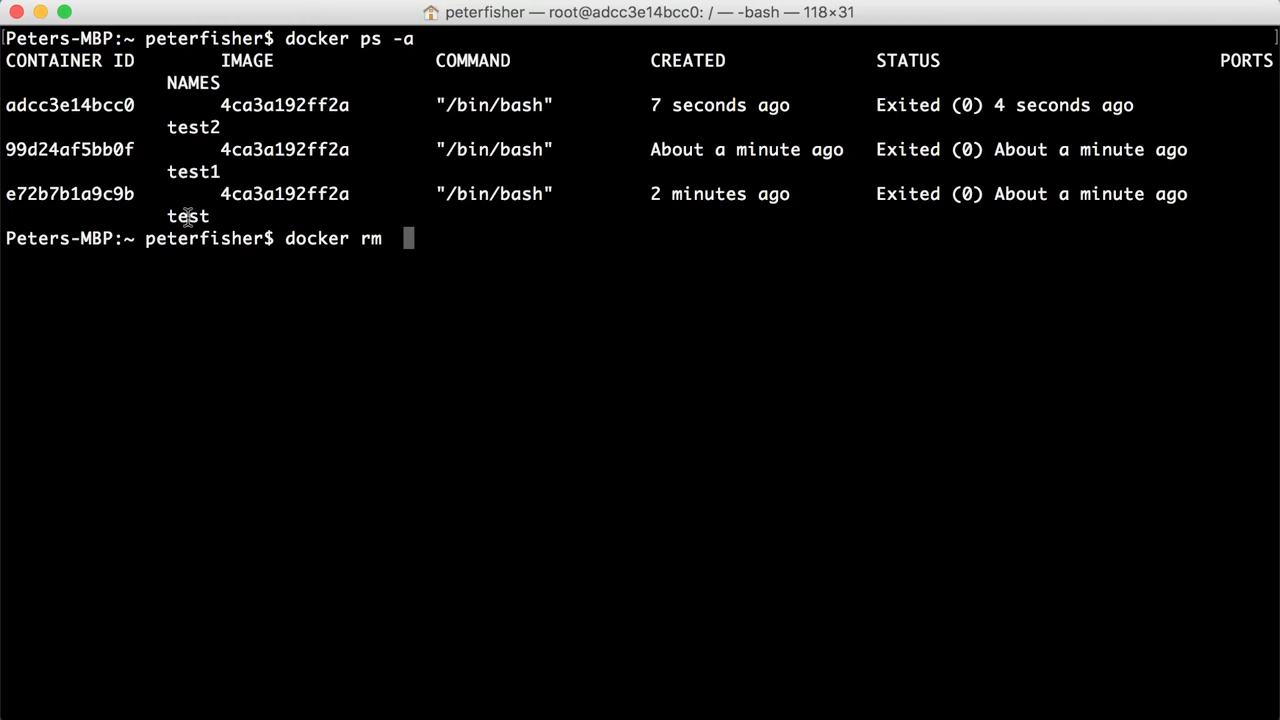 peterfisher — root@adcc3e14bcc0: / — -bash — 118×31
[Peters-MBP:~ peterfisher$ docker ps -a ]
CONTAINER ID IMAGE COMMAND CREATED STATUS PORTS
NAMES
adcc3e14bcc0 4ca3a192ff2a "/bin/bash" 7 seconds ago Exited (0) 4 seconds ago
test2
99d24af5bb0f 4ca3a192ff2a "/bin/bash" About a minute ago Exited (0) About a minute ago
test1
e72b7b1a9c9b 4ca3a192ff2a "/bin/bash" 2 minutes ago Exited (0) About a minute ago
test
Peters-MBP:~ peterfisher$ docker rm